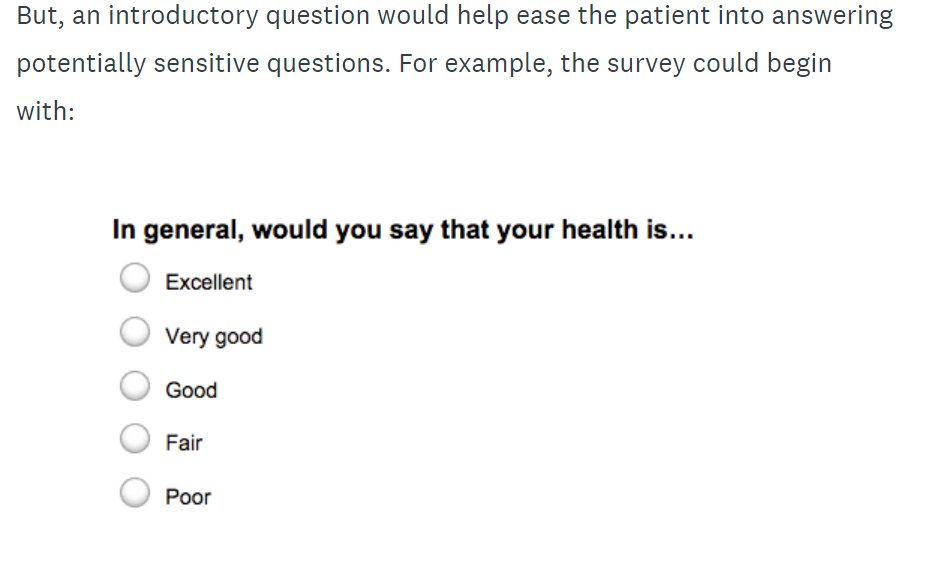 But, an introductory question would help ease the patient into answering
potentially sensitive questions. For example, the survey could begin
with:
In general, would you say that your health is...
Excellent
Very good
Good
Fair
Poor